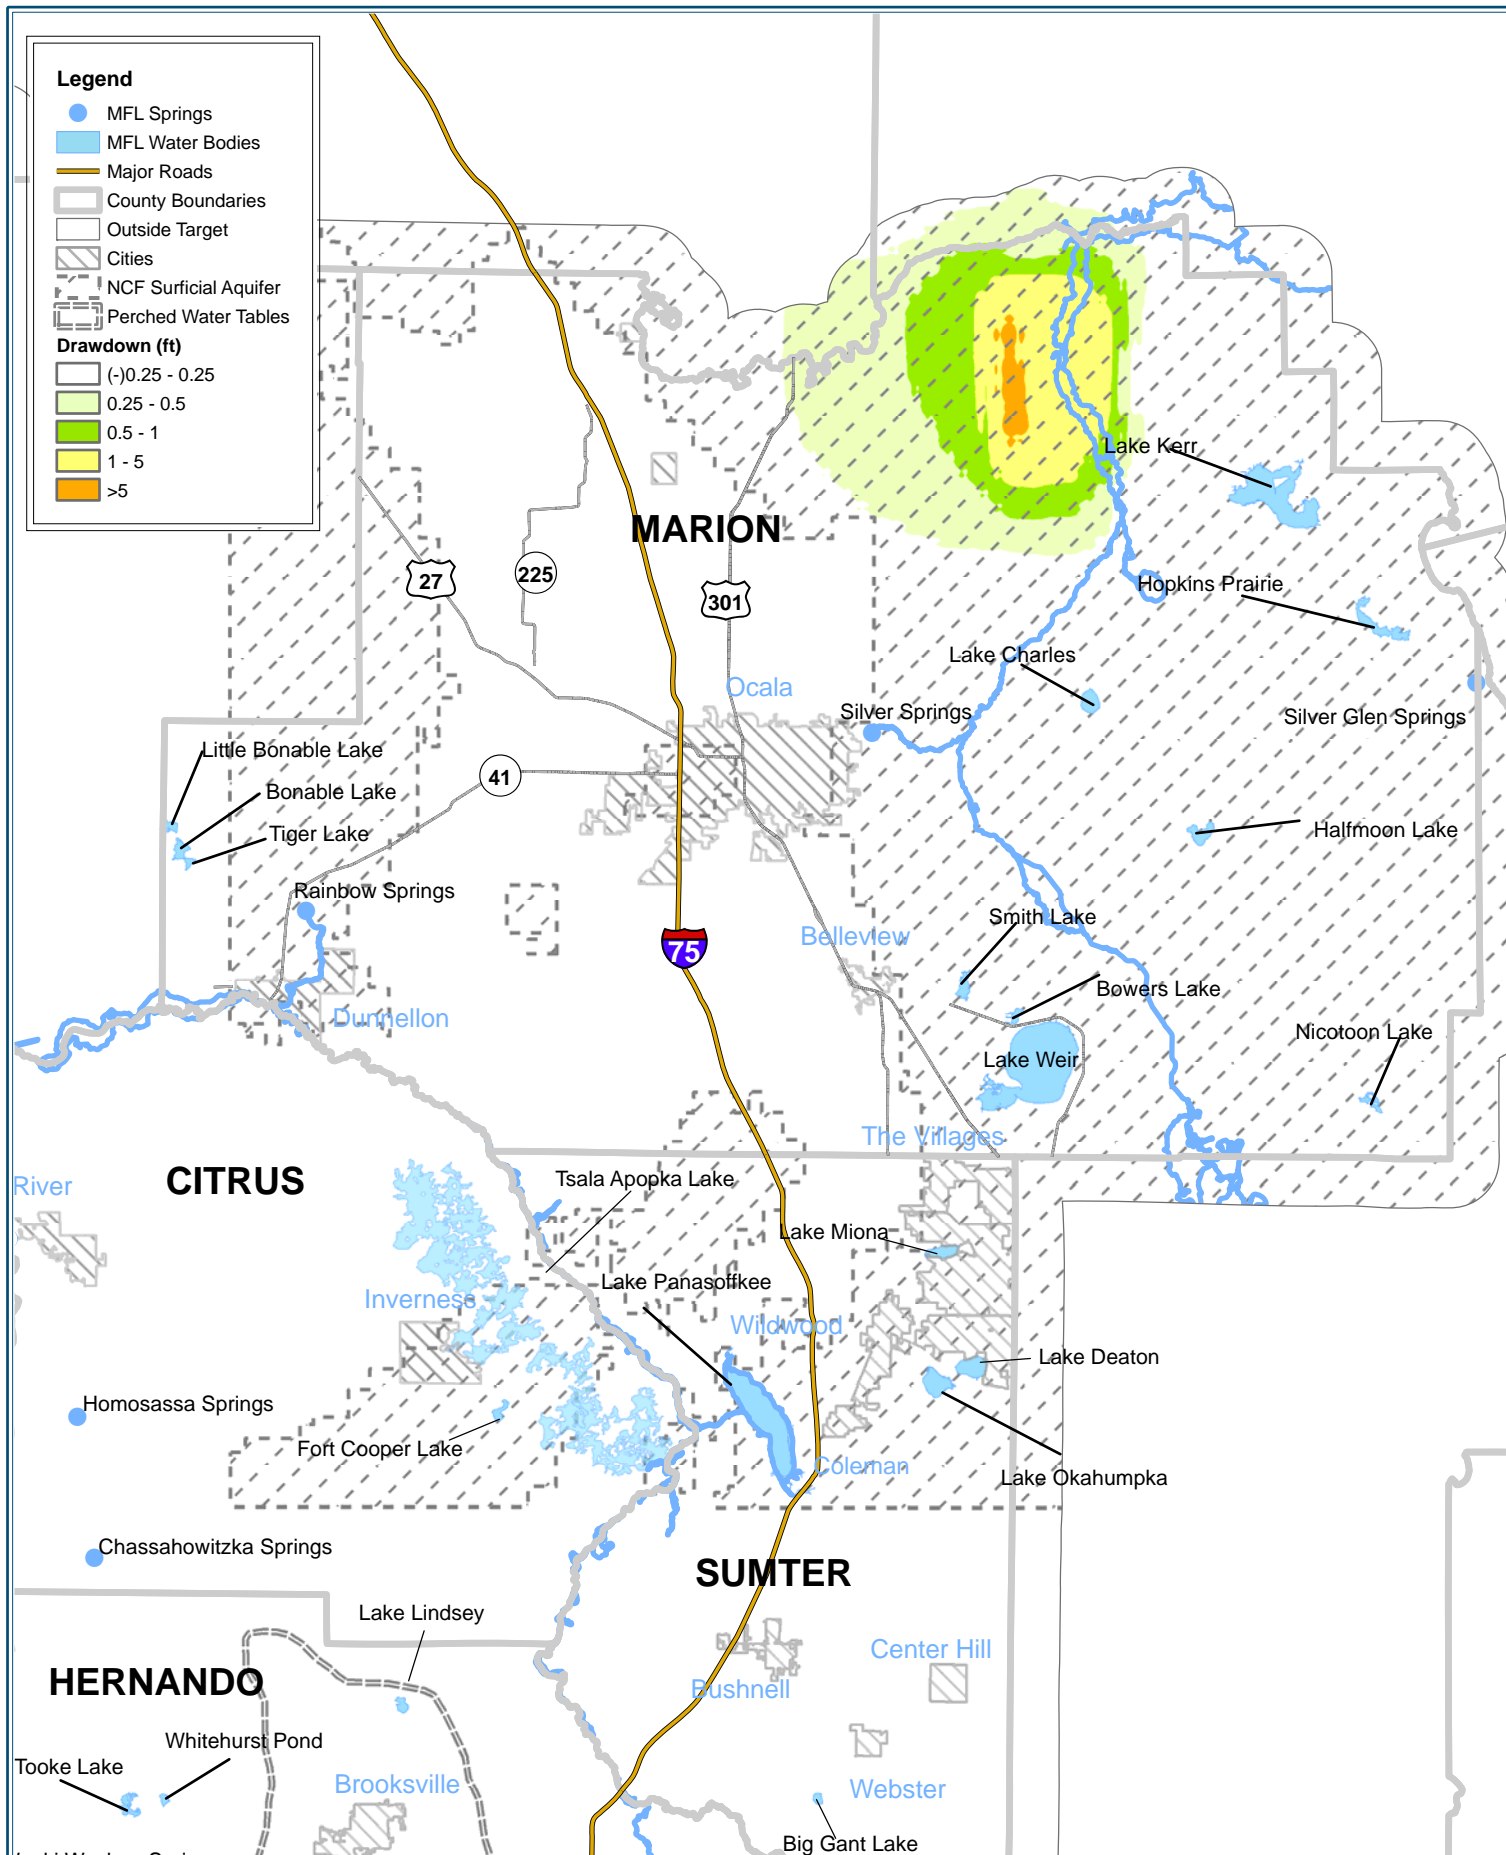 Legend
MFL Springs
MFL Water Bodies
Major Roads
County Boundaries
Outside Target
Cities
NCF Surficial Aquifer
Perched Water Tables
Drawdown (ft)
(-)0.25 - 0.25
0.25 - 0.5
0.5 - 1
1 - 5
>5
Lake Kerr
MARION
27
225
301
Hopkins Prairie
Lake Charles
Ocala
Silver Springs
Silver Glen Springs
Little Bonable Lake
41
Bonable Lake
Tiger Lake
Halfmoon Lake
Rainbow Springs
Smith Lake
Belleview
75
Bowers Lake
Dunnellon
Nicotoon Lake
Lake Weir
The Villages
CITRUS
River
Tsala Apopka Lake
Lake Miona
Lake Panasoffkee
Inverness
Wildwood
Lake Deaton
Homosassa Springs
Fort Cooper Lake
Coleman
Lake Okahumpka
Chassahowitzka Springs
SUMTER
Lake Lindsey
Center Hill
HERNANDO
Bushnell
Whitehurst Pond
Tooke Lake
Brooksville
Webster
Big Gant Lake